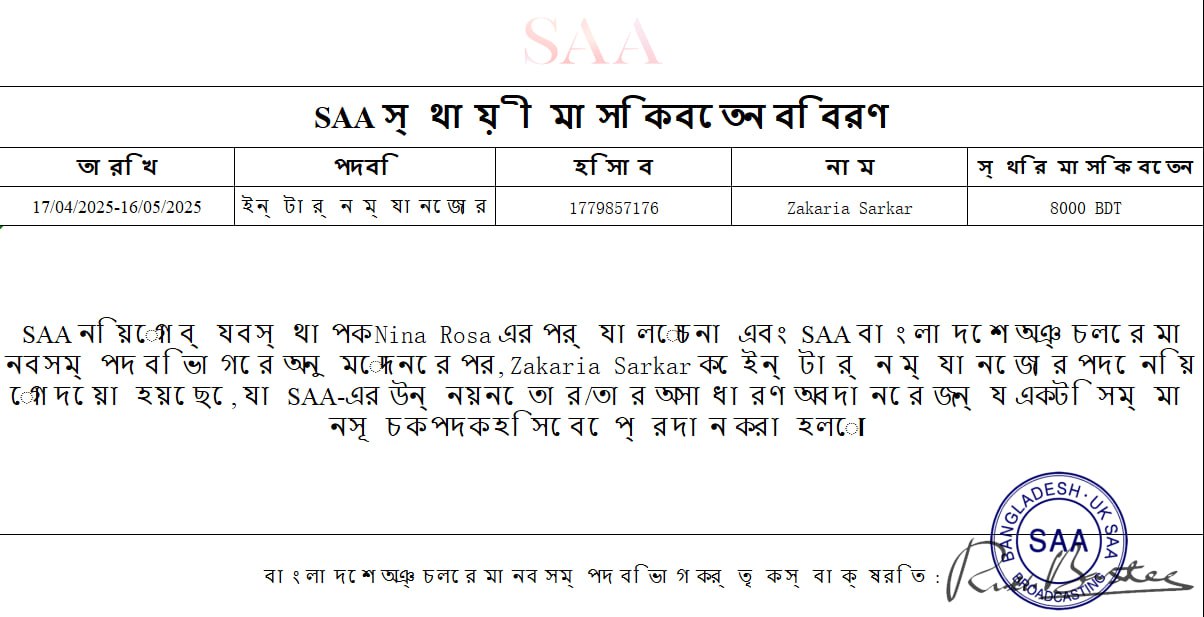 SAA
SAA স্থায়ী মাসিক বেতন বিবরণ
তারিখ পদবি হিসাব নাম স্থির মাসিক বেতন
17/04/2025-16/05/2025 ইন্টার্ন ম্যানেজার 1779857176 Zakaria Sarkar 8000 BDT
SAA নিয়োগ ব্যবস্থাপক Nina Rosa এর পর্যালোচনা এবং SAA বাংলাদেশ অঞ্চলের মা
নবসম্পদ বিভাগের অনুমোদনের পর, Zakaria Sarkar কে ইন্টার্ন ম্যানেজার পদে নিয়
োগ দেয়া হয়েছে, যা SAA-এর উন্নয়নে তার/তার অসাধারণ অবদানের জন্য একটি সম্মা
নসূচক পদক হিসেবে প্রদান করা হলো।
বাংলাদেশ অঞ্চলের মানবসম্পদ বিভাগ কর্তৃক স্বাক্ষরিত:
BANGLADESH · UK SAA
SAA
BROADCASTING